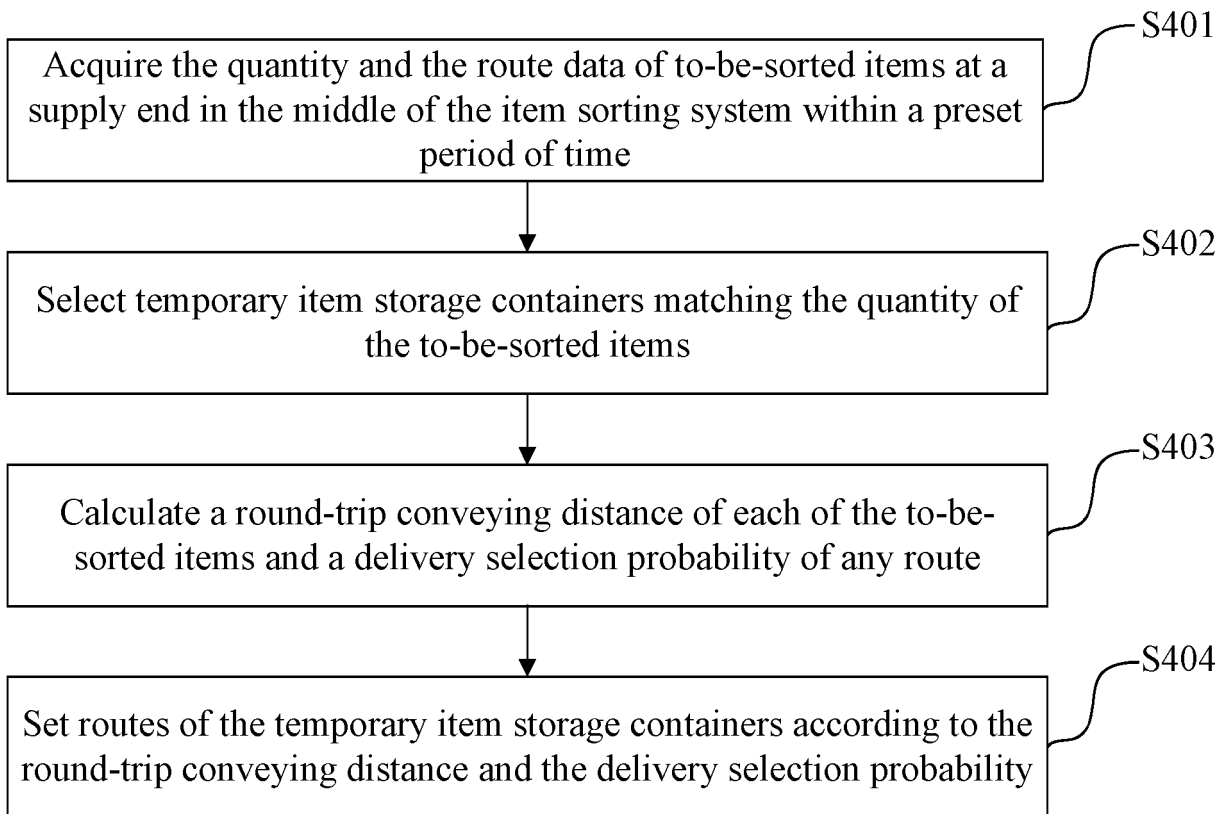 S401
Acquire the quantity and the route data of to-be-sorted items at a
supply end in the middle of the item sorting system within a preset
period of time
S402
Select temporary item storage containers matching the quantity of
the to-be-sorted items
S403
Calculate a round-trip conveying distance of each of the to-be-
sorted items and a delivery selection probability of any route
S404
Set routes of the temporary item storage containers according to the
round-trip conveying distance and the delivery selection probability